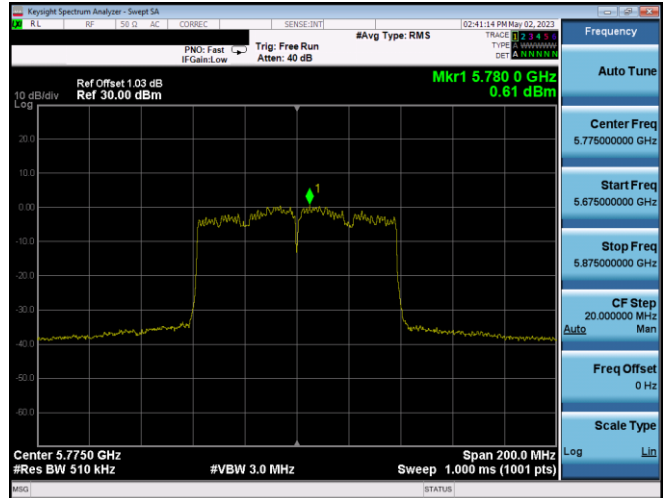 Keysight Spectrum Analyzer - Swept SA
RL RF 50 Ω AC CORREC SENSE:INT 02:41:14 PM May 02, 2023
#Avg Type: RMS TRACE 1 2 3 4 5 6
PNO: Fast Trig: Free Run TYPE A WWWWW
IFGain:Low Atten: 40 dB DET A N N N N N
Mkr1 5.780 0 GHz
0.61 dBm
Ref Offset 1.03 dB
10 dB/div Ref 30.00 dBm
Log
20.0
10.0
0.00
-10.0
-20.0
-30.0
-40.0
-50.0
-60.0
1
Center 5.7750 GHz Span 200.0 MHz
#Res BW 510 kHz #VBW 3.0 MHz Sweep 1.000 ms (1001 pts)
MSG STATUS
Frequency
Auto Tune
Center Freq
5.775000000 GHz
Start Freq
5.675000000 GHz
Stop Freq
5.875000000 GHz
CF Step
20.000000 MHz
Auto Man
Freq Offset
0 Hz
Scale Type
Log Lin